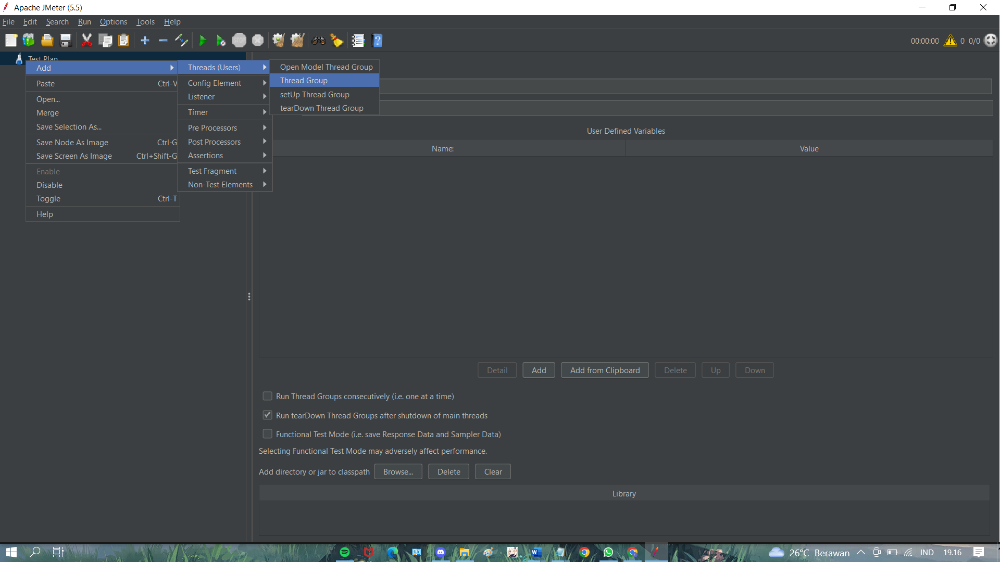 Apache JMeter (5.5)
File Edit Search Run Options Tools Help
STOP
00:00:00 0 0/0
Test Plan
Add
Paste Ctrl-V
Open...
Merge
Save Selection As...
Save Node As Image Ctrl-G
Save Screen As Image Ctrl+Shift-G
Enable
Disable
Toggle Ctrl-T
Help
Threads (Users)
Config Element
Listener
Timer
Pre Processors
Post Processors
Assertions
Test Fragment
Non-Test Elements
Open Model Thread Group
Thread Group
setUp Thread Group
tearDown Thread Group
User Defined Variables
Name: Value
Detail Add Add from Clipboard Delete Up Down
Run Thread Groups consecutively (i.e. one at a time)
Run tearDown Thread Groups after shutdown of main threads
Functional Test Mode (i.e. save Response Data and Sampler Data)
Selecting Functional Test Mode may adversely affect performance.
Add directory or jar to classpath Browse... Delete Clear
Library
26°C Berawan IND 19.16